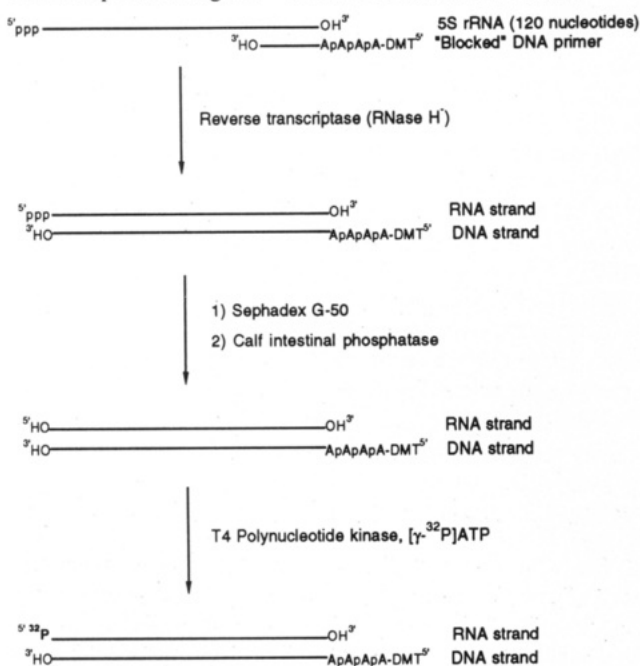 5'ppp OH3' 5S rRNA (120 nucleotides)
3'HO ApApApA-DMT5' "Blocked" DNA primer
Reverse transcriptase (RNase H-)
5'ppp OH3' RNA strand
3'HO ApApApA-DMT5' DNA strand
1) Sephadex G-50
2) Calf intestinal phosphatase
5'HO OH3' RNA strand
3'HO ApApApA-DMT5' DNA strand
T4 Polynucleotide kinase, [γ-32P]ATP
5' 32P OH3' RNA strand
3'HO ApApApA-DMT5' DNA strand